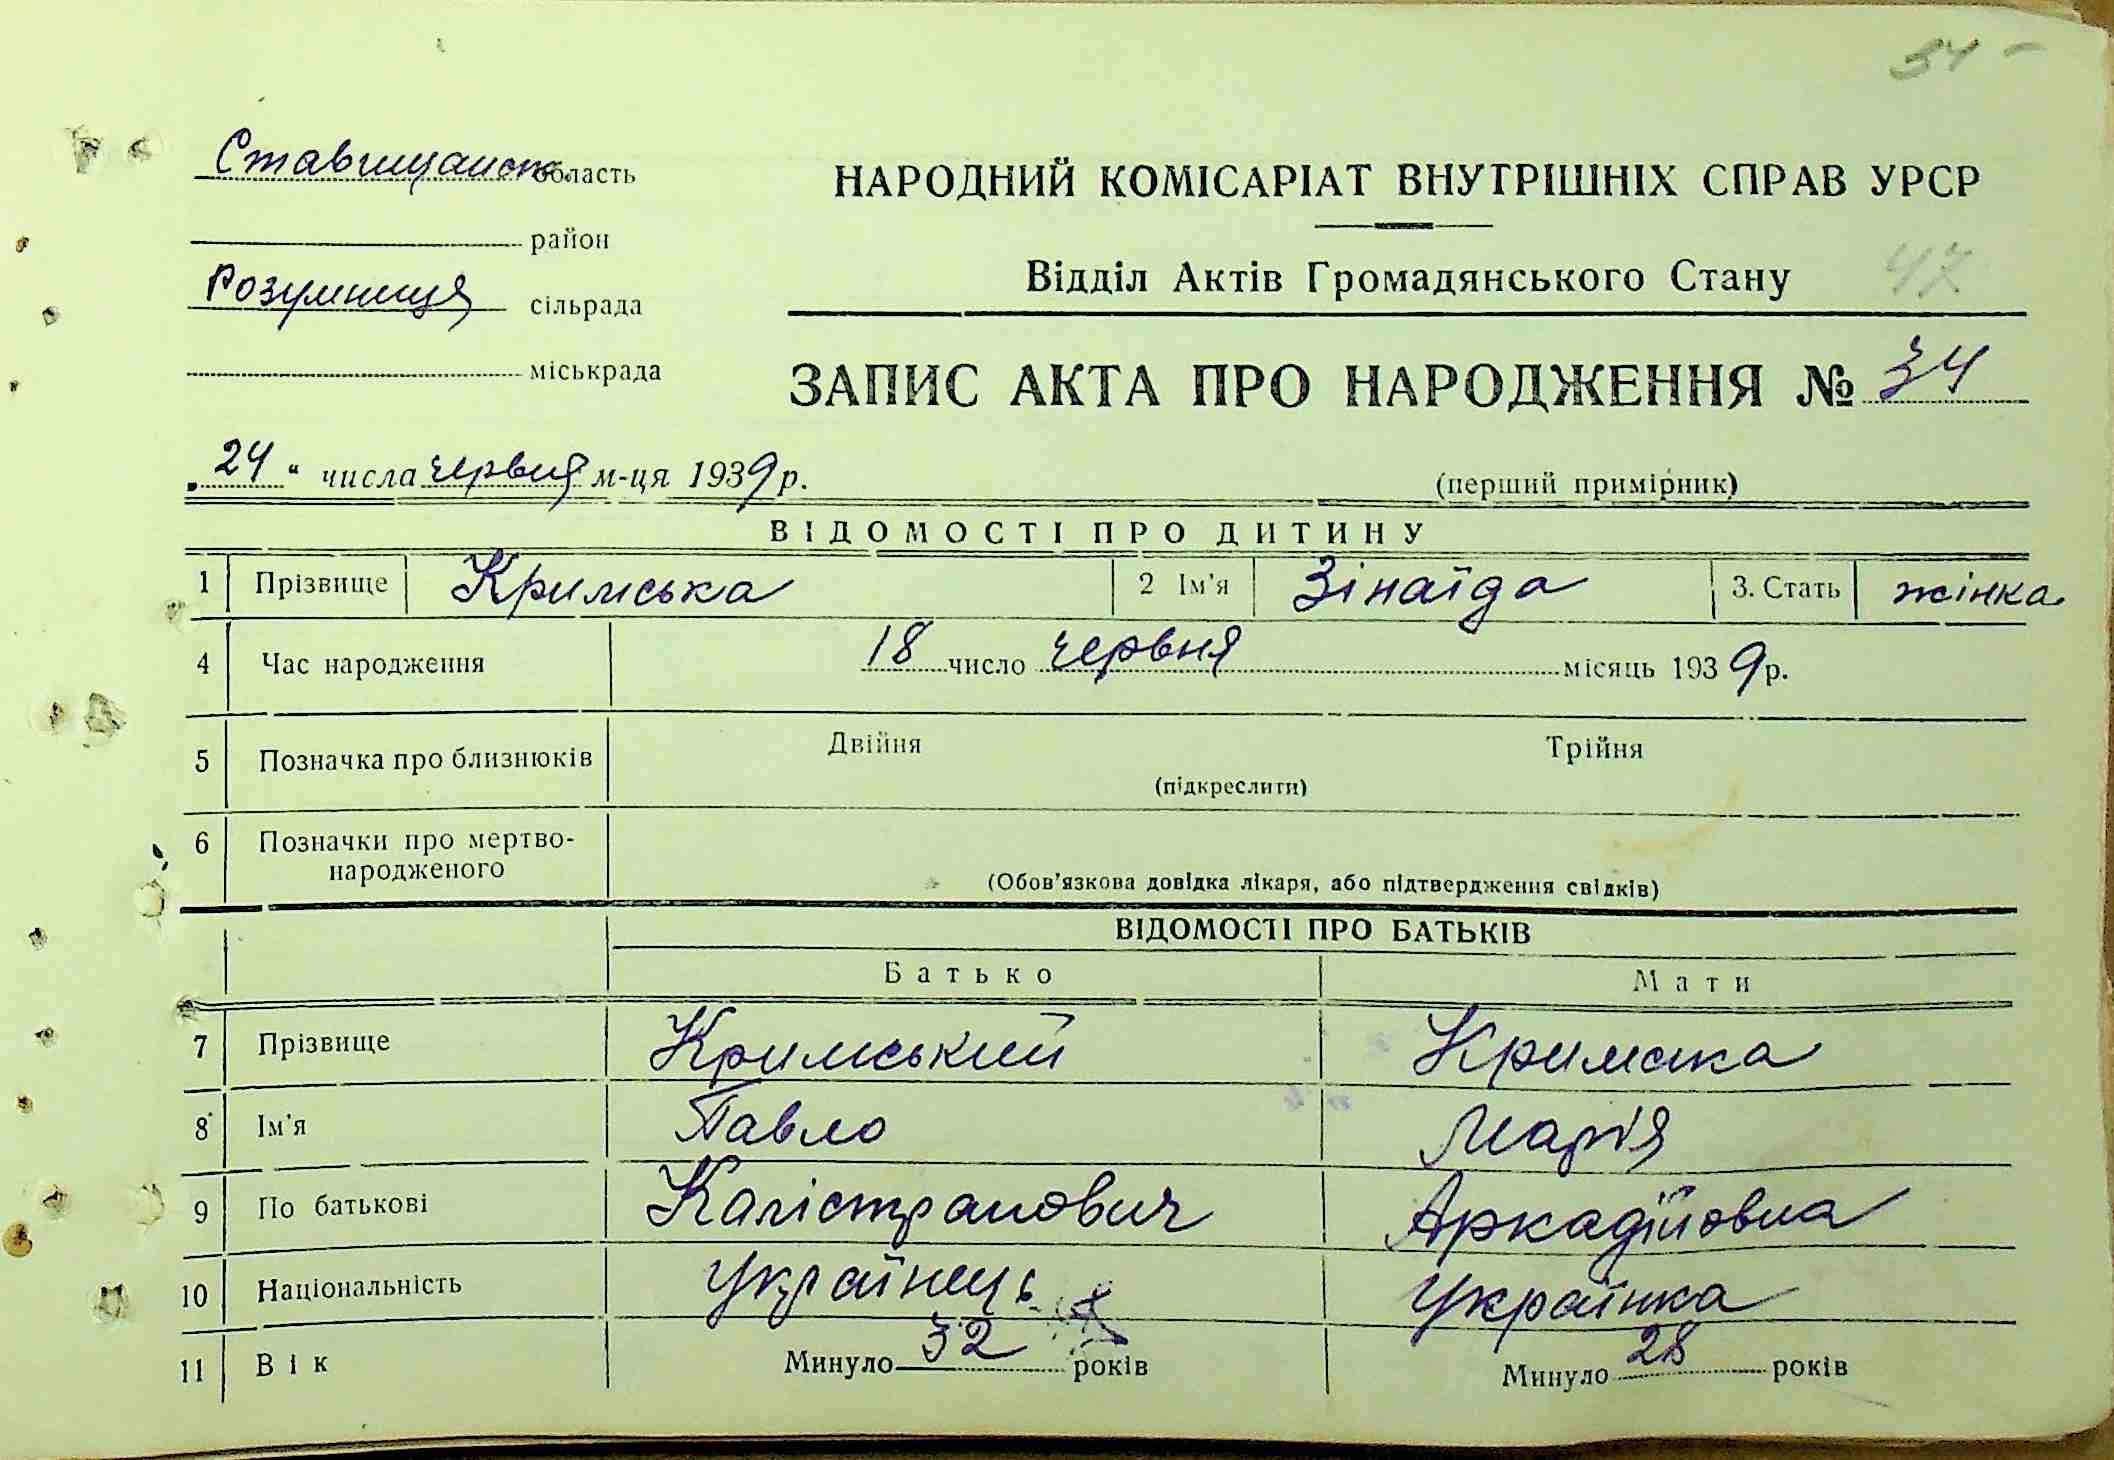 34 -
Ставищанськ. область
НАРОДНИЙ КОМІСАРІАТ ВНУТРІШНІХ СПРАВ УРСР
район
Відділ Актів Громадянського Стану 47
Розумниця сільрада
міськрада
ЗАПИС АКТА ПРО НАРОДЖЕННЯ № 34
„24“ числа червня м-ця 1939 р.
(перший примірник)
ВІДОМОСТІ ПРО ДИТИНУ
1 Прізвище Кримська 2 Ім'я Зінаїда 3. Стать жінка
4 Час народження 18 число червня місяць 1939 р.
5 Позначка про близнюків Двійня Трійня
(підкреслити)
6 Позначки про мертво-
народженого
(Обов'язкова довідка лікаря, або підтвердження свідків)
ВІДОМОСТІ ПРО БАТЬКІВ
Батько Мати
7 Прізвище Кримський Кримська
8 Ім'я Павло Марія
9 По батькові Калістратович Аркадіївна
10 Національність Українець Українка
11 Вік Минуло 32 років Минуло 28 років